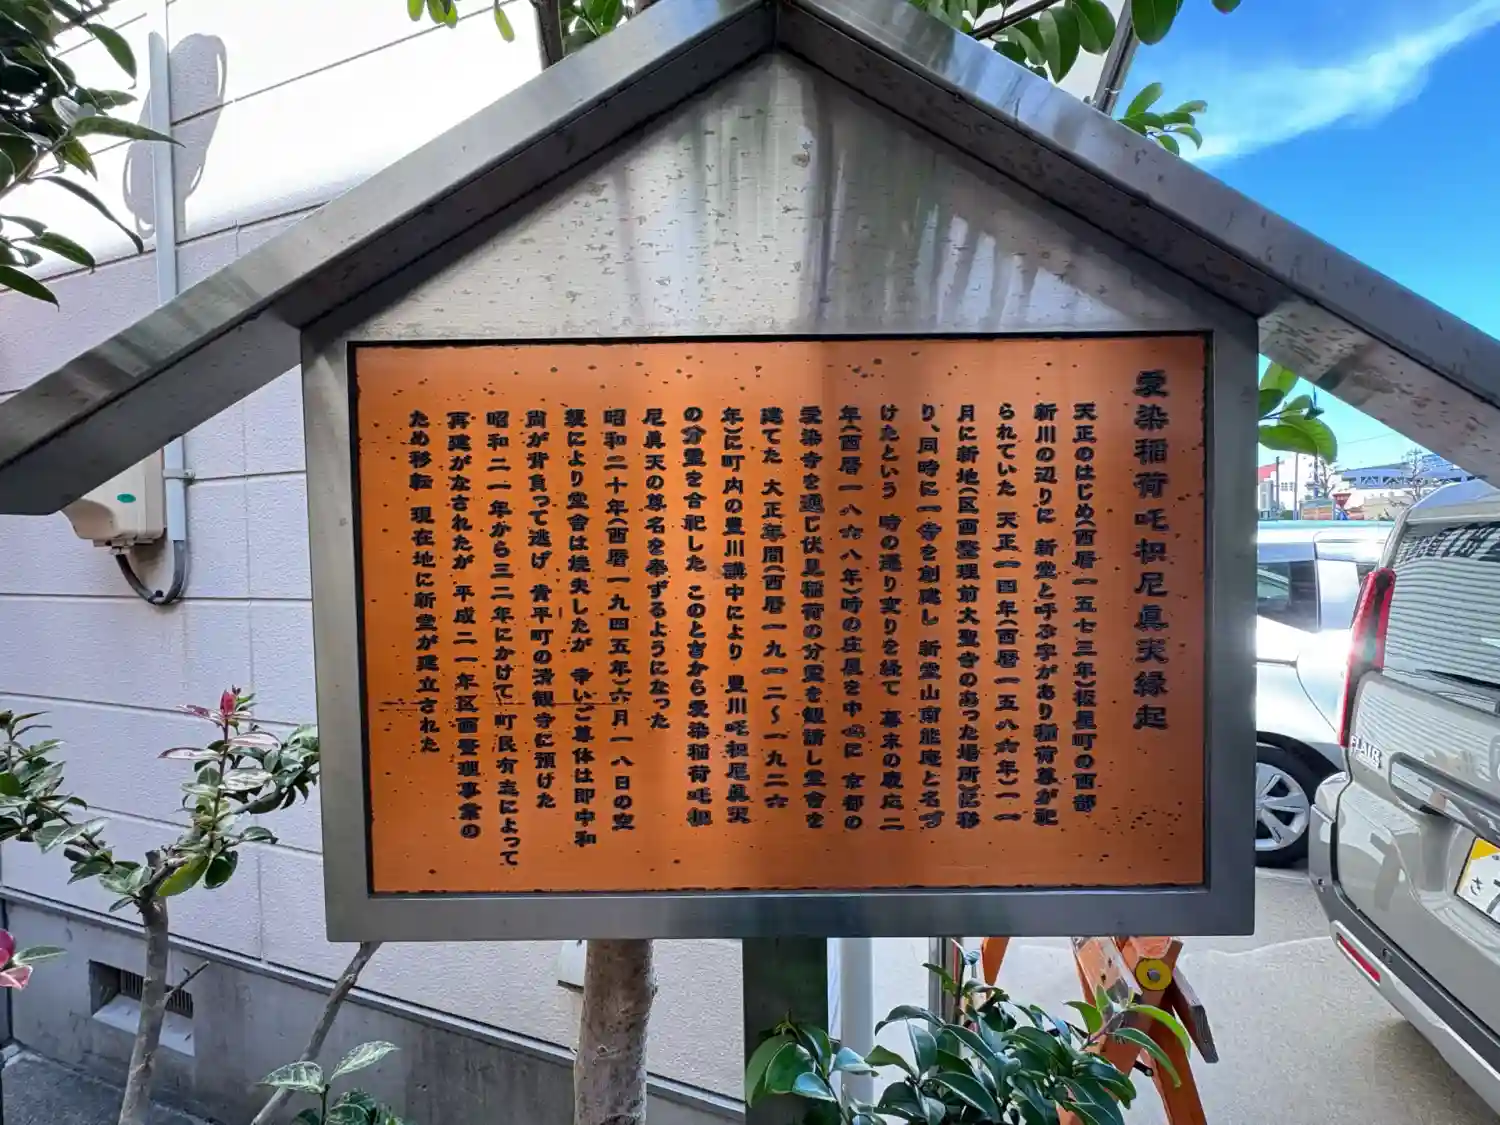 愛染稲荷吒枳尼眞天縁起
天正のはじめ(西暦一五七三年)板屋町の西部
新川の辺りに 新堂と呼ぶ字があり稲荷尊が祀
られていた 天正一四年(西暦一五八六年)一一
月に新地(区画整理前大聖寺のあった場所)に移
り、同時に一寺を創建し 新霊山南能庵と名づ
けたという 時の遷り変りを経て 幕末の慶応二
年(西暦一八六八年)時の庄屋を中心に 京都の
愛染寺を通じ伏見稲荷の分霊を観請し堂舎を
建てた 大正年間(西暦一九一二〜一九二六
年)に町内の豊川講中により 豊川吒枳尼眞天
の分霊を合祀した このときから愛染稲荷吒枳
尼眞天の尊名を奉ずるようになった
昭和二十年(西暦一九四五年)六月一八日の空
襲により堂舎は焼失したが 幸いご尊体は即中和
尚が背負って逃げ 貴平町の清観寺に預けた
昭和二一年から三二年にかけて 町民有志によって
再建がなされたが 平成二一年区画整理事業の
ため移転 現在地に新堂が建立された
FLAIR